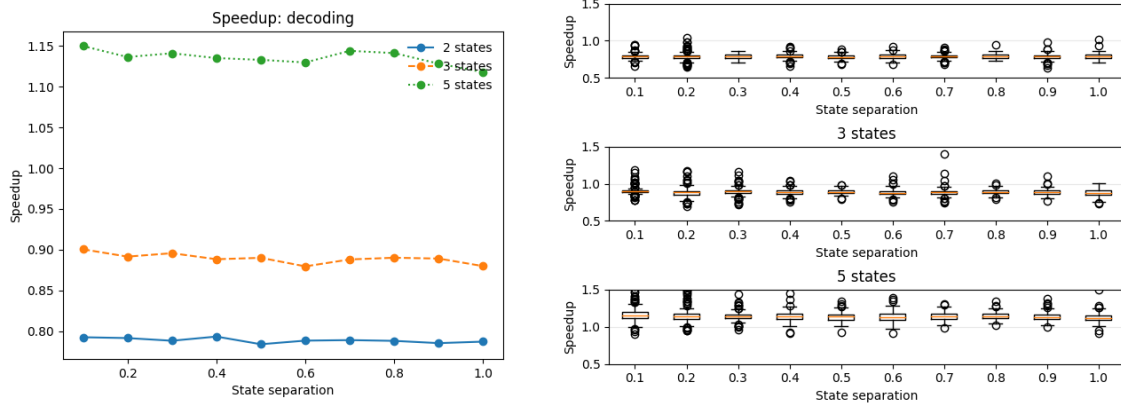 Speedup: decoding
Speedup
1.15
1.10
1.05
1.00
0.95
0.90
0.85
0.80
2 states
3 states
5 states
0.2 0.4 0.6 0.8 1.0
State separation
Speedup
1.5
1.0
0.5
0.1 0.2 0.3 0.4 0.5 0.6 0.7 0.8 0.9 1.0
State separation
3 states
Speedup
1.5
1.0
0.5
0.1 0.2 0.3 0.4 0.5 0.6 0.7 0.8 0.9 1.0
State separation
5 states
Speedup
1.5
1.0
0.5
0.1 0.2 0.3 0.4 0.5 0.6 0.7 0.8 0.9 1.0
State separation